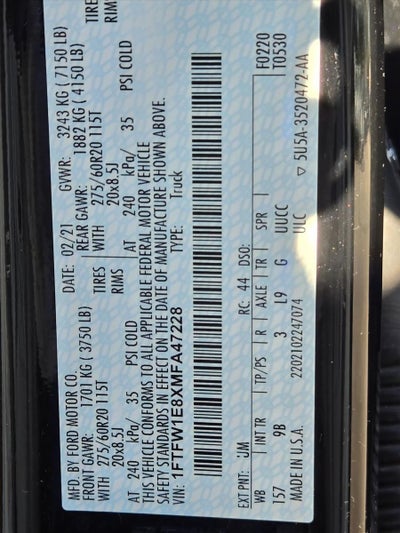 MFD. BY FORD MOTOR CO.
DATE: 02/21 GVWR: 3243 KG ( 7150 LB)
FRONT GAWR: 1701 KG ( 3750 LB) REAR GAWR: 1882 KG ( 4150 LB)
WITH 275/60R20 115T TIRES WITH 275/60R20 115T TIRES
20x8.5J RIMS 20x8.5J RIMS
AT 240 kPa/ 35 PSI COLD AT 240 kPa/ 35 PSI COLD
THIS VEHICLE CONFORMS TO ALL APPLICABLE FEDERAL MOTOR VEHICLE
SAFETY STANDARDS IN EFFECT ON THE DATE OF MANUFACTURE SHOWN ABOVE.
VIN: 1FTFW1E8XMFA47228 TYPE: Truck
EXT PNT: UM RC: 44 DSO: F0220
WB INT TR TP/PS R AXLE TR SPR T0530
157 9B 3 L9 G UUCC
MADE IN U.S.A. 2202102247074 ULC ▽ 5U5A-3520472-AA